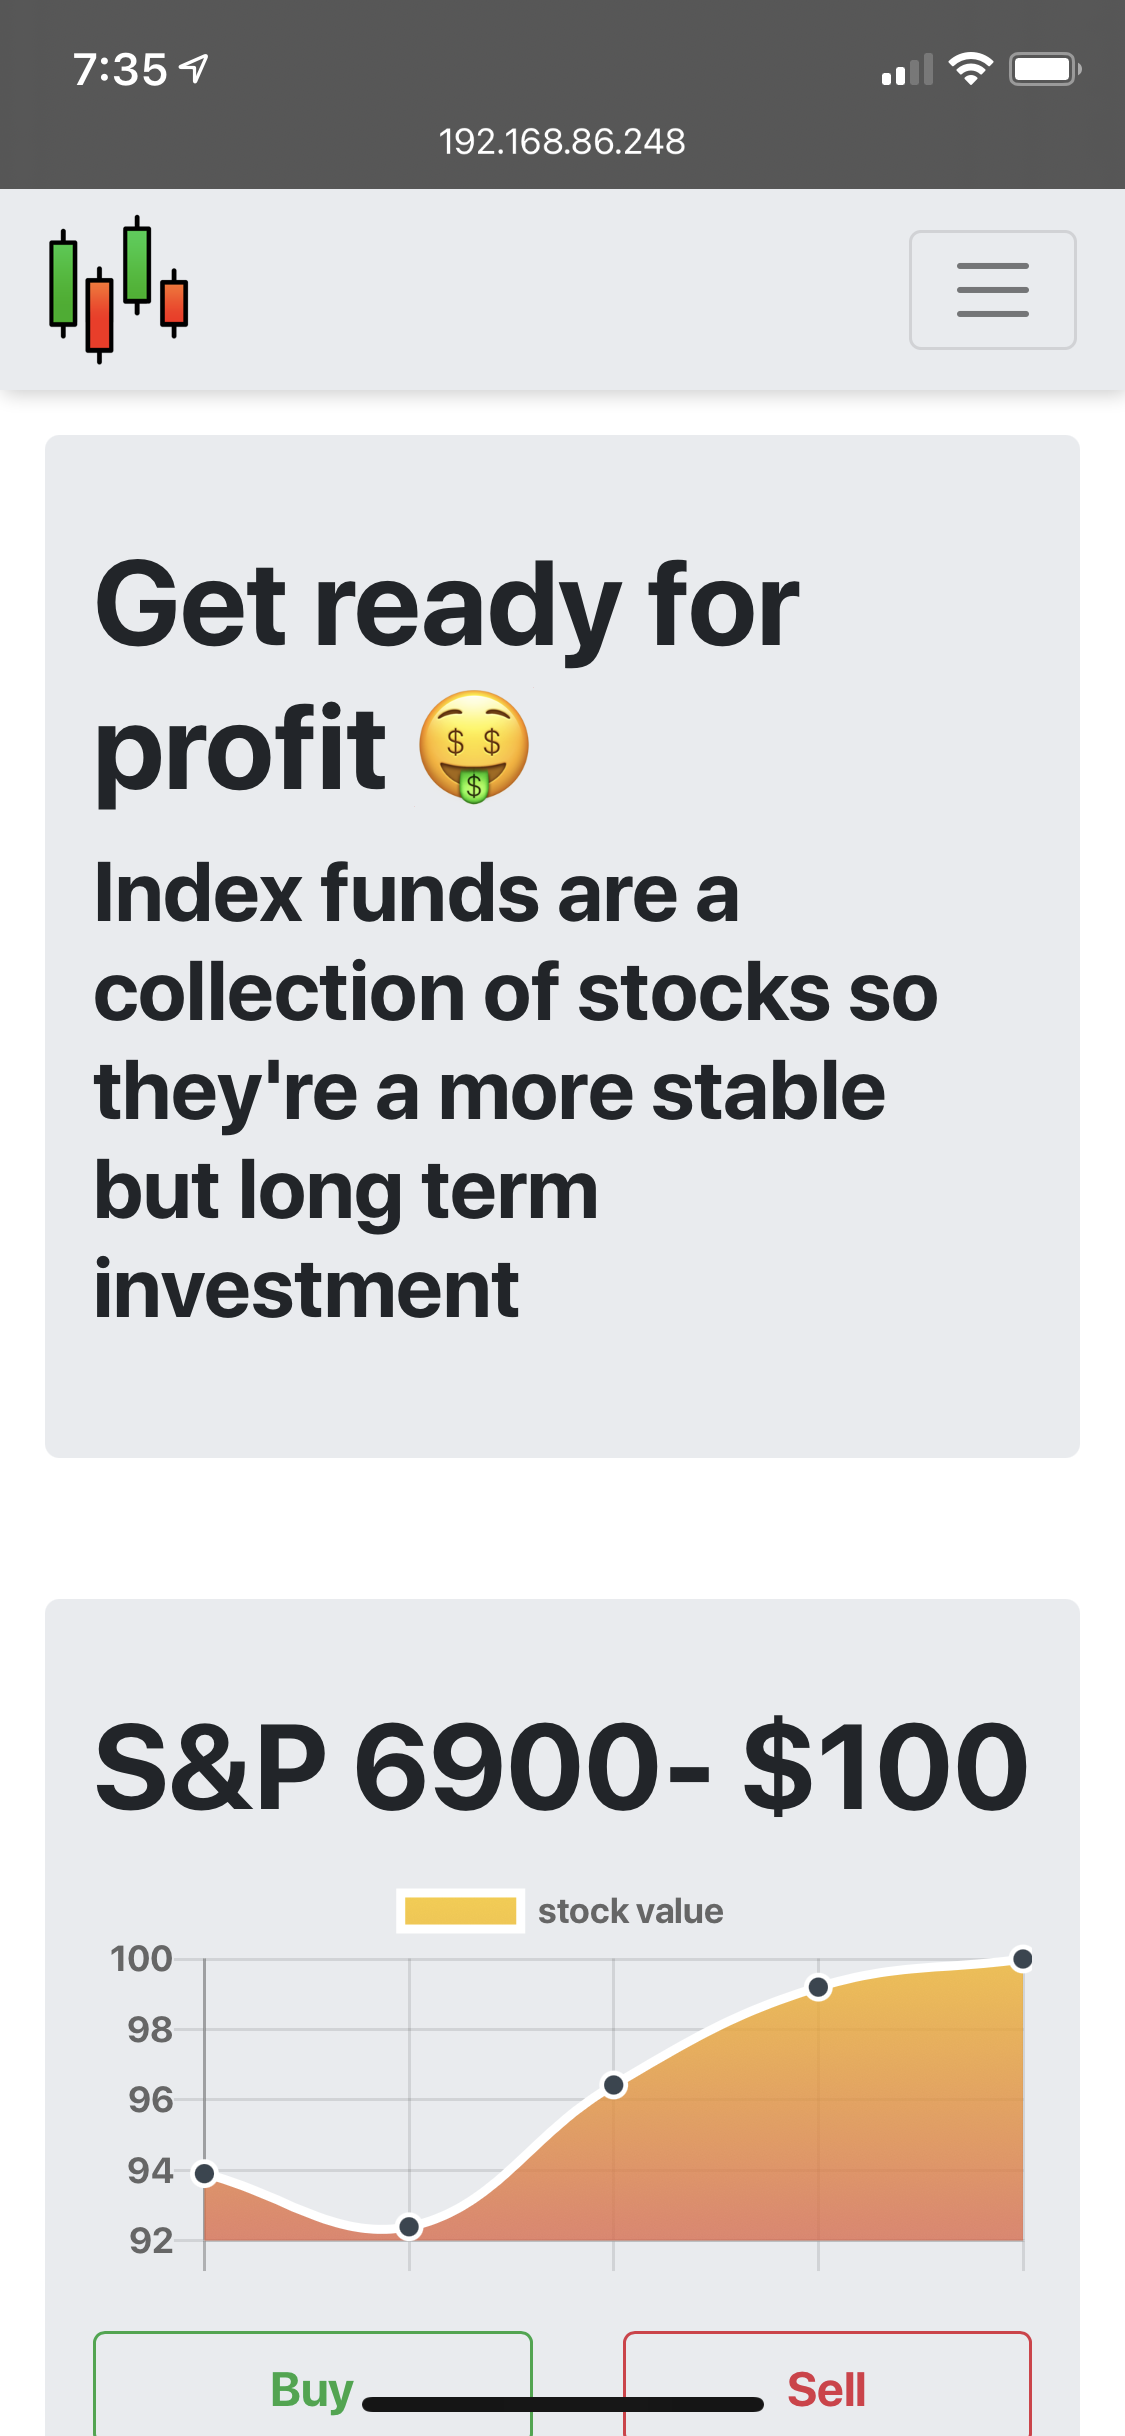 7:35
192.168.86.248
Get ready for
profit 🤑
Index funds are a
collection of stocks so
they're a more stable
but long term
investment
S&P 6900- $100
stock value
100
98
96
94
92
Buy Sell